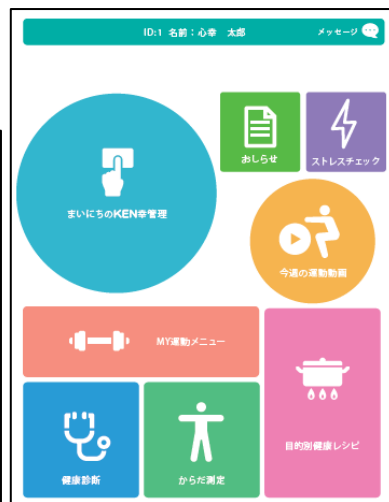 ID:1 名前：心幸　太郎
メッセージ
おしらせ
ストレスチェック
まいにちのKEN幸管理
今週の運動動画
MY運動メニュー
目的別健康レシピ
健康診断
からだ測定